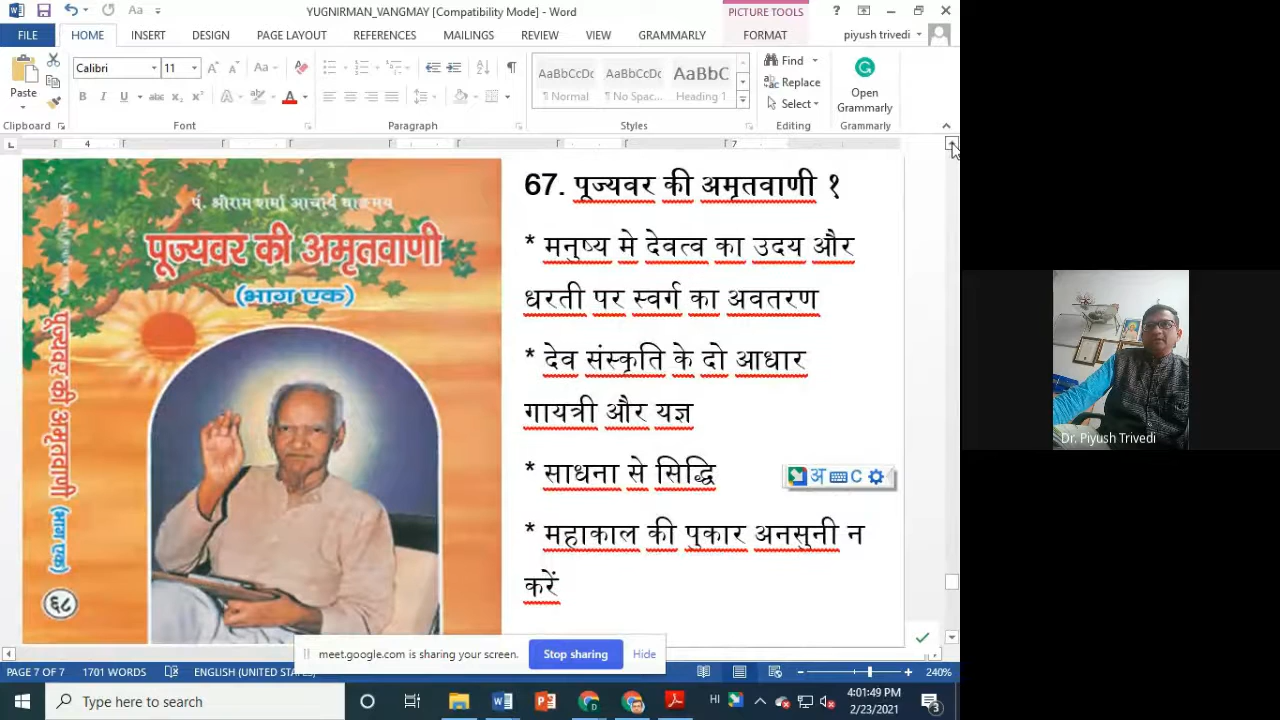 YUGNIRMAN_VANGMAY [Compatibility Mode] - Word
PICTURE TOOLS
FILE HOME INSERT DESIGN PAGE LAYOUT REFERENCES MAILINGS REVIEW VIEW GRAMMARLY FORMAT piyush trivedi
Calibri 11 Aa
Paste
AaBbCcDc AaBbCcDc AaBbC
¶ Normal ¶ No Spac... Heading 1
Find
Replace
Select
Open
Grammarly
Clipboard Font Paragraph Styles Editing Grammarly
4 7
पं. श्रीराम शर्मा आचार्य वाङ्मय
पूज्यवर की अमृतवाणी
(भाग एक)
पूज्यवर की अमृतवाणी (भाग एक)
६८
67. पूज्यवर की अमृतवाणी १
* मनुष्य मे देवत्व का उदय और
धरती पर स्वर्ग का अवतरण
* देव संस्कृति के दो आधार
गायत्री और यज्ञ
* साधना से सिद्धि
* महाकाल की पुकार अनसुनी न
करें
अ C
Dr. Piyush Trivedi
meet.google.com is sharing your screen. Stop sharing Hide
PAGE 7 OF 7 1701 WORDS ENGLISH (UNITED STATES) 240%
Type here to search
HI
4:01:49 PM
2/23/2021
3